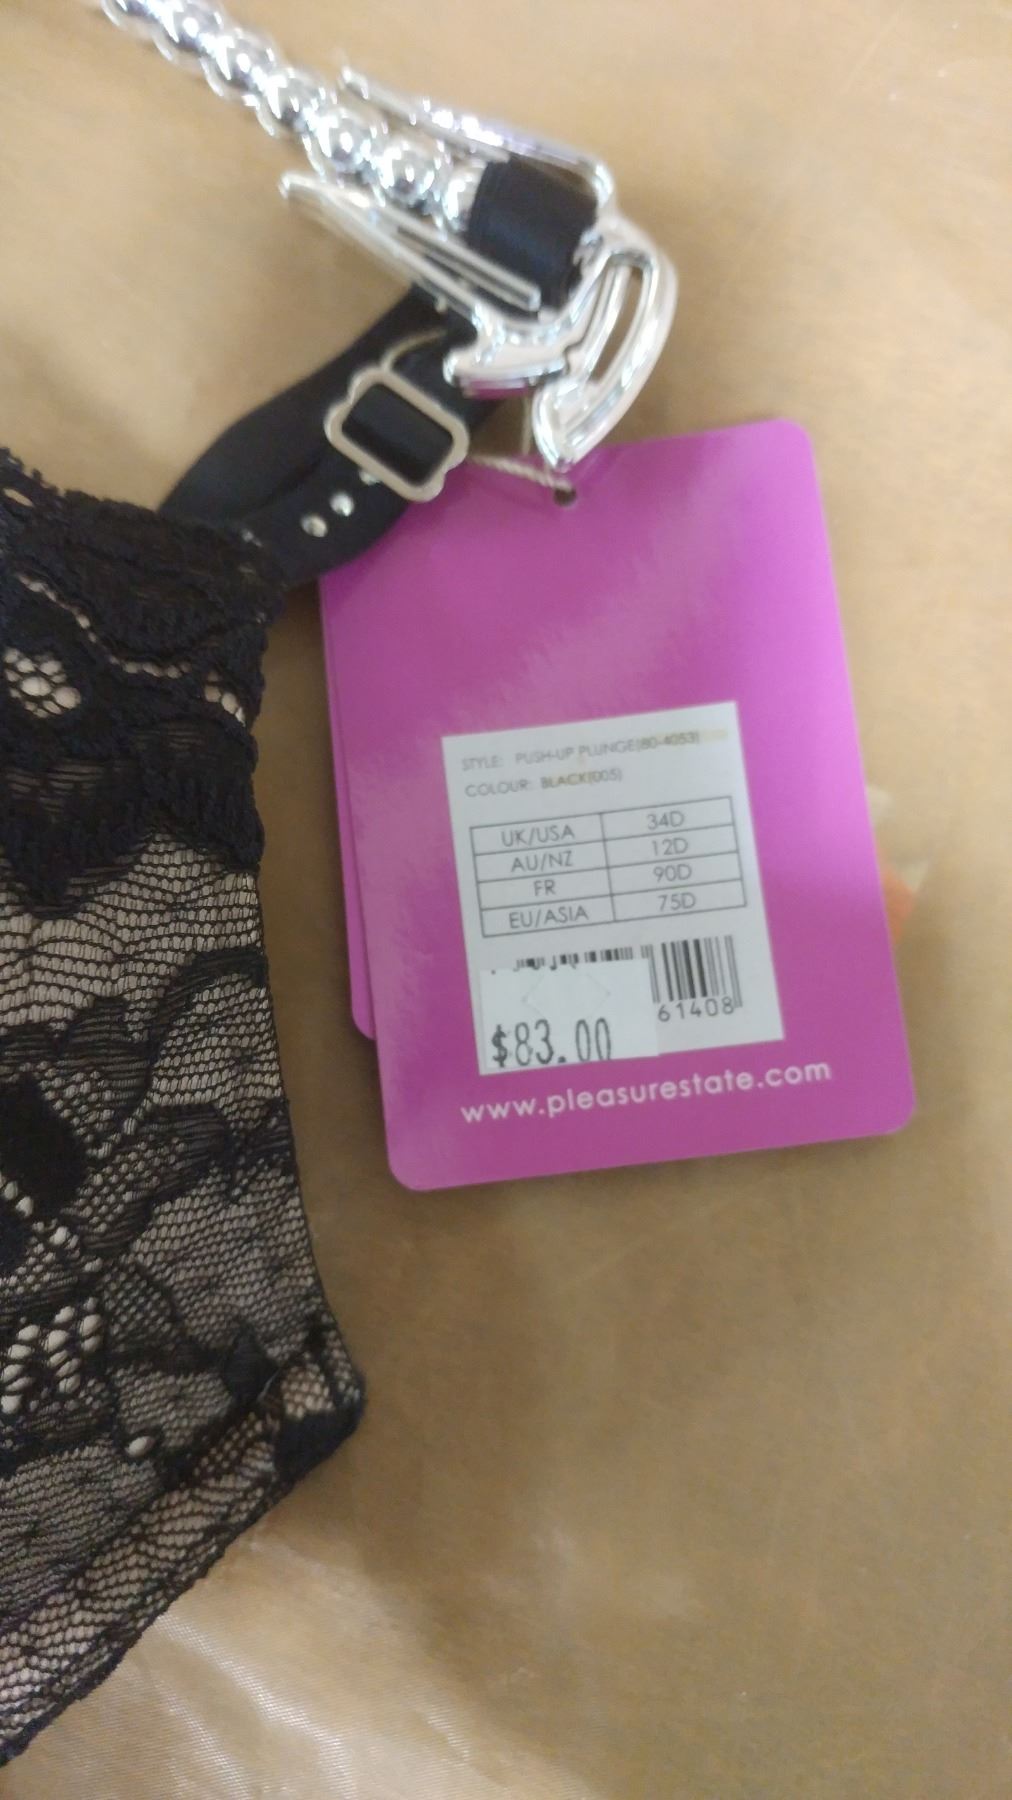 STYLE: PUSH-UP PLUNGE(80-4053)
COLOUR: BLACK(005)
UK/USA 34D
AU/NZ 12D
FR 90D
EU/ASIA 75D
61408
$83.00
www.pleasurestate.com